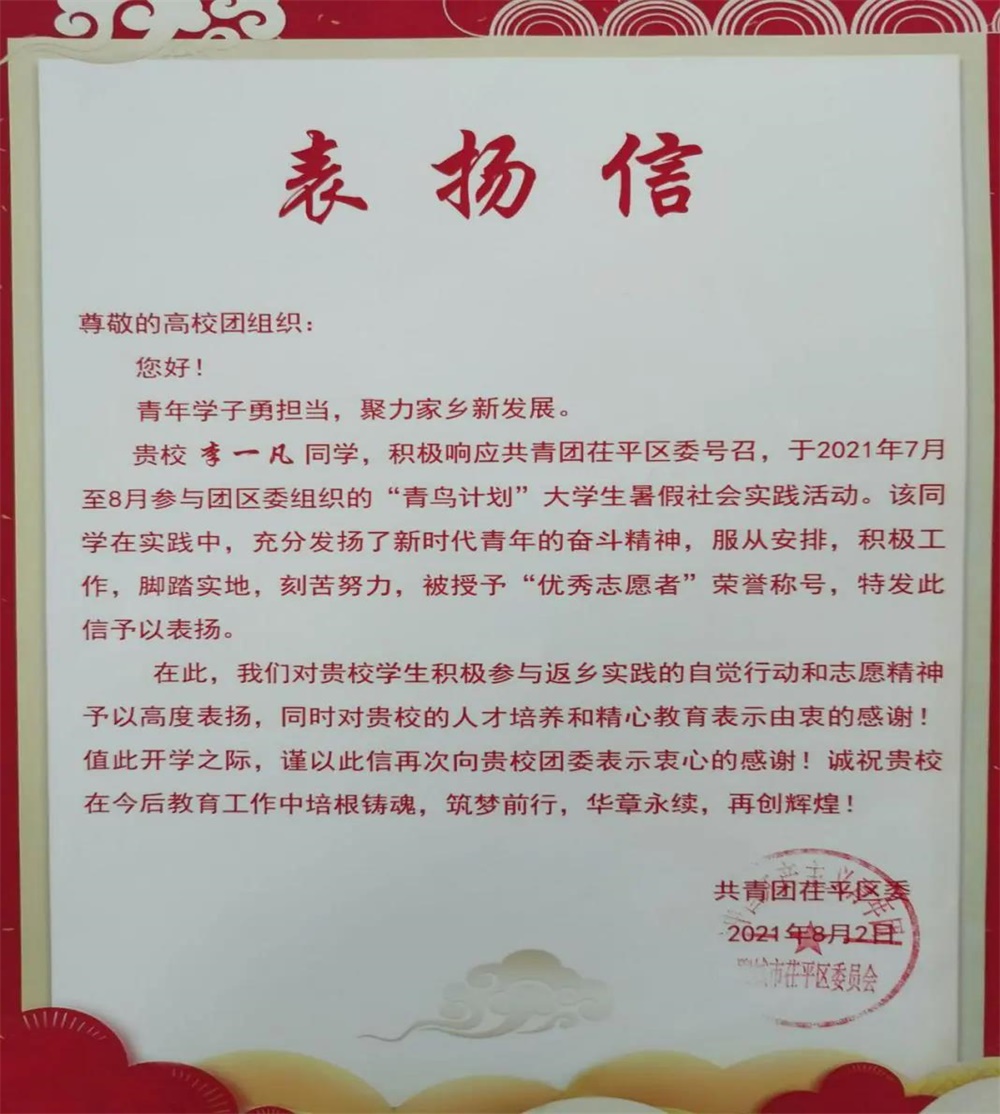 表扬信
尊敬的高校团组织：
您好！
青年学子勇担当，聚力家乡新发展。
贵校 李一凡 同学，积极响应共青团茌平区委号召，于2021年7月
至8月参与团区委组织的“青鸟计划”大学生暑假社会实践活动。该同
学在实践中，充分发扬了新时代青年的奋斗精神，服从安排，积极工
作，脚踏实地，刻苦努力，被授予“优秀志愿者”荣誉称号，特发此
信予以表扬。
在此，我们对贵校学生积极参与返乡实践的自觉行动和志愿精神
予以高度表扬，同时对贵校的人才培养和精心教育表示由衷的感谢！
值此开学之际，谨以此信再次向贵校团委表示衷心的感谢！诚祝贵校
在今后教育工作中培根铸魂，筑梦前行，华章永续，再创辉煌！
共青团茌平区委
2021年8月2日
市茌平区委员会